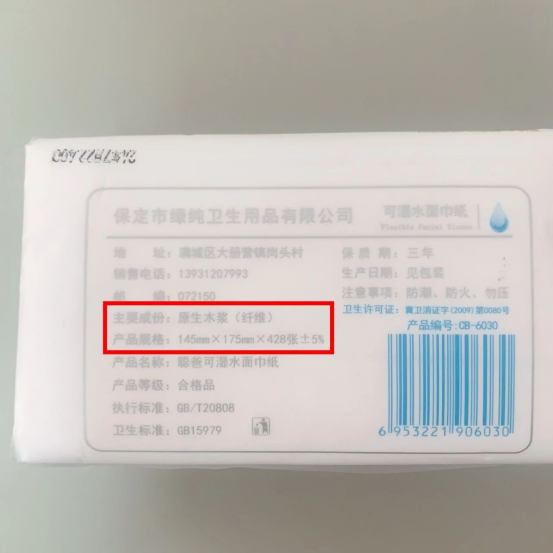 保定市绿纯卫生用品有限公司
可湿水面巾纸
地 址：满城区大册营镇岗头村
销售电话：13931207993
邮 编：072150
主要成份：原生木浆（纤维）
产品规格：145mm×175mm×428张±5%
产品名称：聪爸可湿水面巾纸
产品等级：合格品
执行标准：GB/T20808
卫生标准：GB15979
保 质 期：三年
生产日期：见包装
注意事项：防潮、防火、勿压
卫生许可证：冀卫消证字(2009)第0080号
产品编号：CB-6030
6 953221 906030